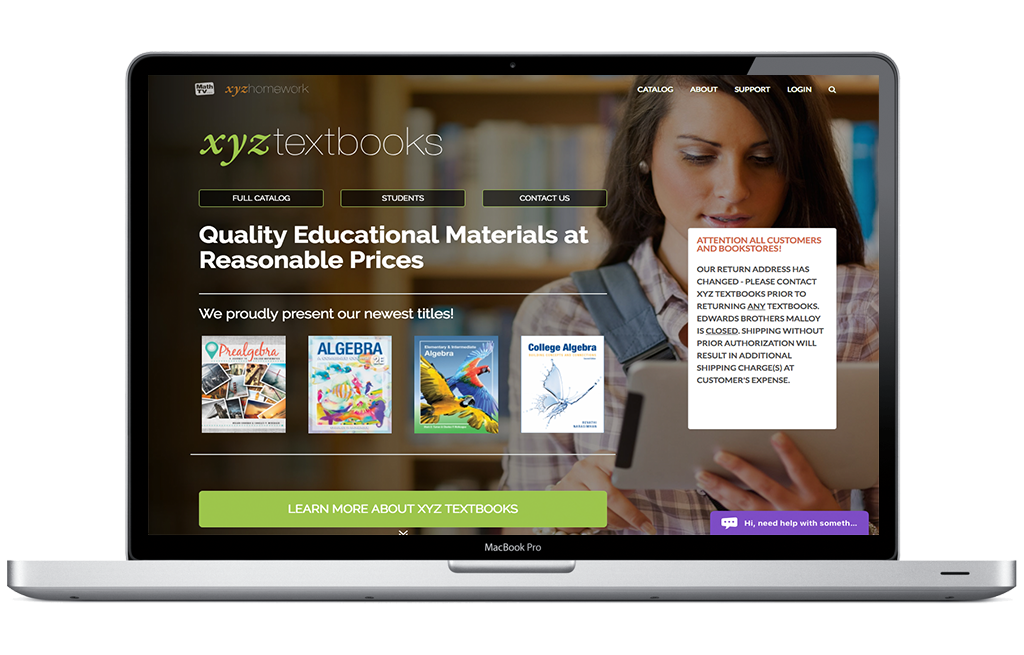 Math
TV
xyzhomework
CATALOG ABOUT SUPPORT LOGIN
xyztextbooks
FULL CATALOG STUDENTS CONTACT US
Quality Educational Materials at
Reasonable Prices
We proudly present our newest titles!
Prealgebra
ALGEBRA
2E
Elementary & Intermediate
Algebra
College Algebra
LEARN MORE ABOUT XYZ TEXTBOOKS
ATTENTION ALL CUSTOMERS
AND BOOKSTORES!
OUR RETURN ADDRESS HAS
CHANGED - PLEASE CONTACT
XYZ TEXTBOOKS PRIOR TO
RETURNING ANY TEXTBOOKS.
EDWARDS BROTHERS MALLOY
IS CLOSED. SHIPPING WITHOUT
PRIOR AUTHORIZATION WILL
RESULT IN ADDITIONAL
SHIPPING CHARGE(S) AT
CUSTOMER'S EXPENSE.
Hi, need help with someth...
MacBook Pro